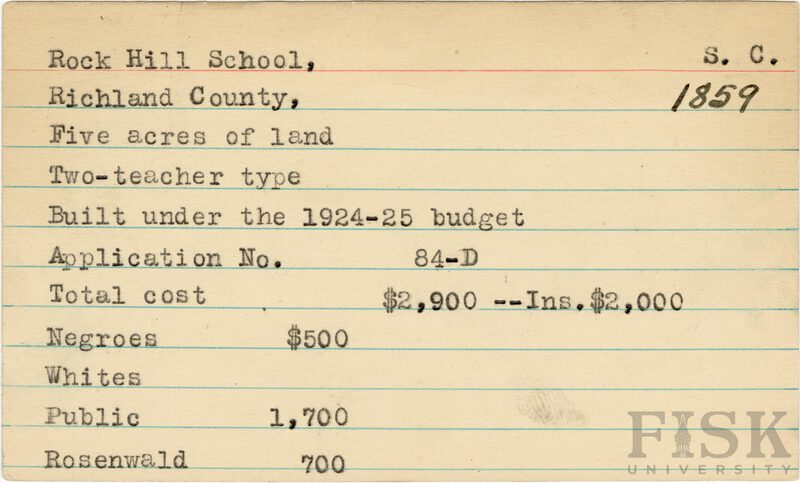 Rock Hill School, S. C.
Richland County, 1859
Five acres of land
Two-teacher type
Built under the 1924-25 budget
Application No. 84-D
Total cost $2,900 --Ins.$2,000
Negroes $500
Whites
Public 1,700
Rosenwald 700
FISK
UNIVERSITY